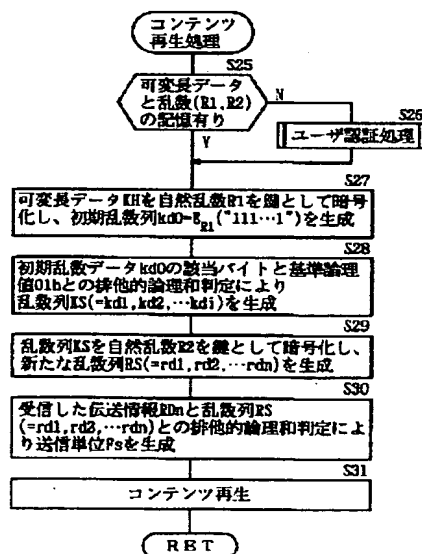 コンテンツ
再生処理
S25
可変長データ
と乱数(R1,R2)
の記憶有り
N
Y
S26
ユーザ認証処理
S27
可変長データKHを自然乱数R1を鍵として暗号
化し、初期乱数列kd0=E_R1("111…1")を生成
S28
初期乱数データkd0の該当バイトと基準論理
値01hとの排他的論理和判定により
乱数列KS(=kd1,kd2,…kdi)を生成
S29
乱数列KSを自然乱数R2を鍵として暗号化し、
新たな乱数列RS(=rd1,rd2,…rdn)を生成
S30
受信した伝送情報RDnと乱数列RS
(=rd1,rd2,…rdn)との排他的論理和判定によ
り送信単位Fsを生成
S31
コンテンツ再生
RET